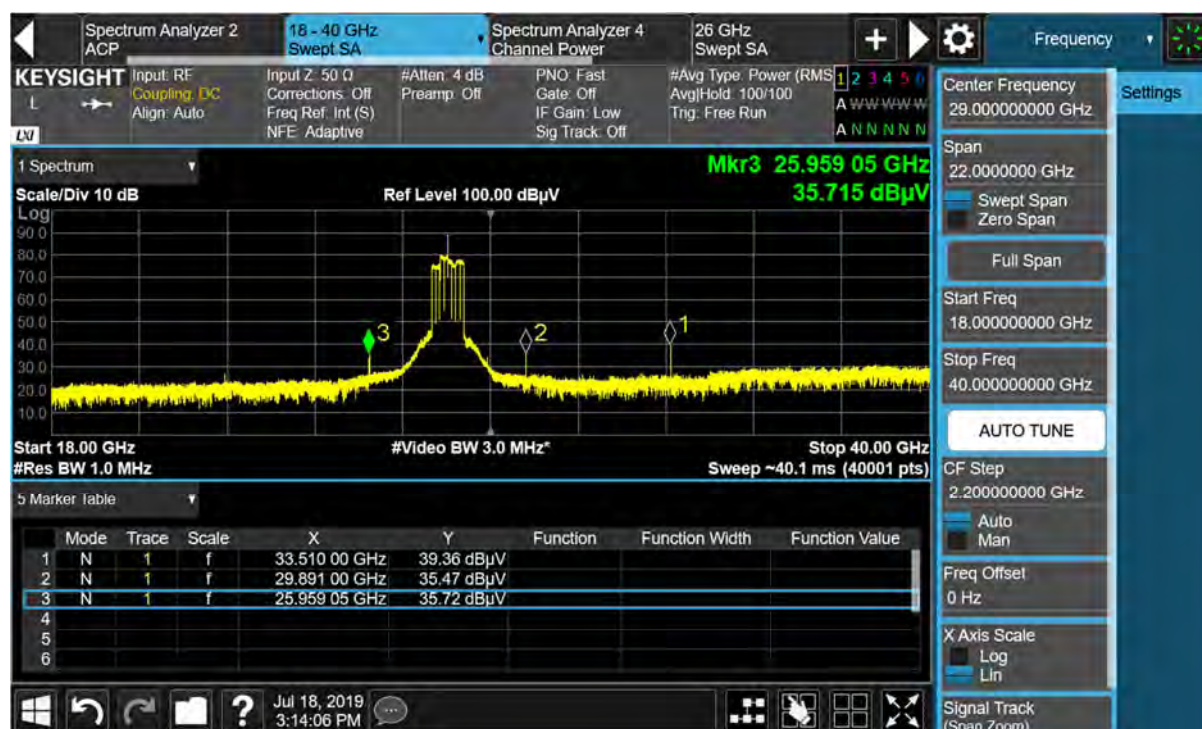 Spectrum Analyzer 2
ACP
18 - 40 GHz
Swept SA
Spectrum Analyzer 4
Channel Power
26 GHz
Swept SA
Frequency
KEYSIGHT
L
LXI
Input: RF
Coupling: DC
Align: Auto
Input Z: 50 Ω
Corrections: Off
Freq Ref: Int (S)
NFE: Adaptive
#Atten: 4 dB
Preamp: Off
PNO: Fast
Gate: Off
IF Gain: Low
Sig Track: Off
#Avg Type: Power (RMS
Avg|Hold: 100/100
Trig: Free Run
1 2 3 4 5 6
A W W W W W
A N N N N N
1 Spectrum
Scale/Div 10 dB
Ref Level 100.00 dBµV
Mkr3 25.959 05 GHz
35.715 dBµV
Log
90.0
80.0
70.0
60.0
50.0
40.0
30.0
20.0
10.0
3
2
1
Start 18.00 GHz
#Video BW 3.0 MHz*
Stop 40.00 GHz
#Res BW 1.0 MHz
Sweep ~40.1 ms (40001 pts)
5 Marker Table
Mode Trace Scale X Y Function Function Width Function Value
1 N 1 f 33.510 00 GHz 39.36 dBµV
2 N 1 f 29.891 00 GHz 35.47 dBµV
3 N 1 f 25.959 05 GHz 35.72 dBµV
4
5
6
Jul 18, 2019
3:14:06 PM
Center Frequency
29.000000000 GHz
Settings
Span
22.0000000 GHz
Swept Span
Zero Span
Full Span
Start Freq
18.000000000 GHz
Stop Freq
40.000000000 GHz
AUTO TUNE
CF Step
2.200000000 GHz
Auto
Man
Freq Offset
0 Hz
X Axis Scale
Log
Lin
Signal Track
(Span Zoom)